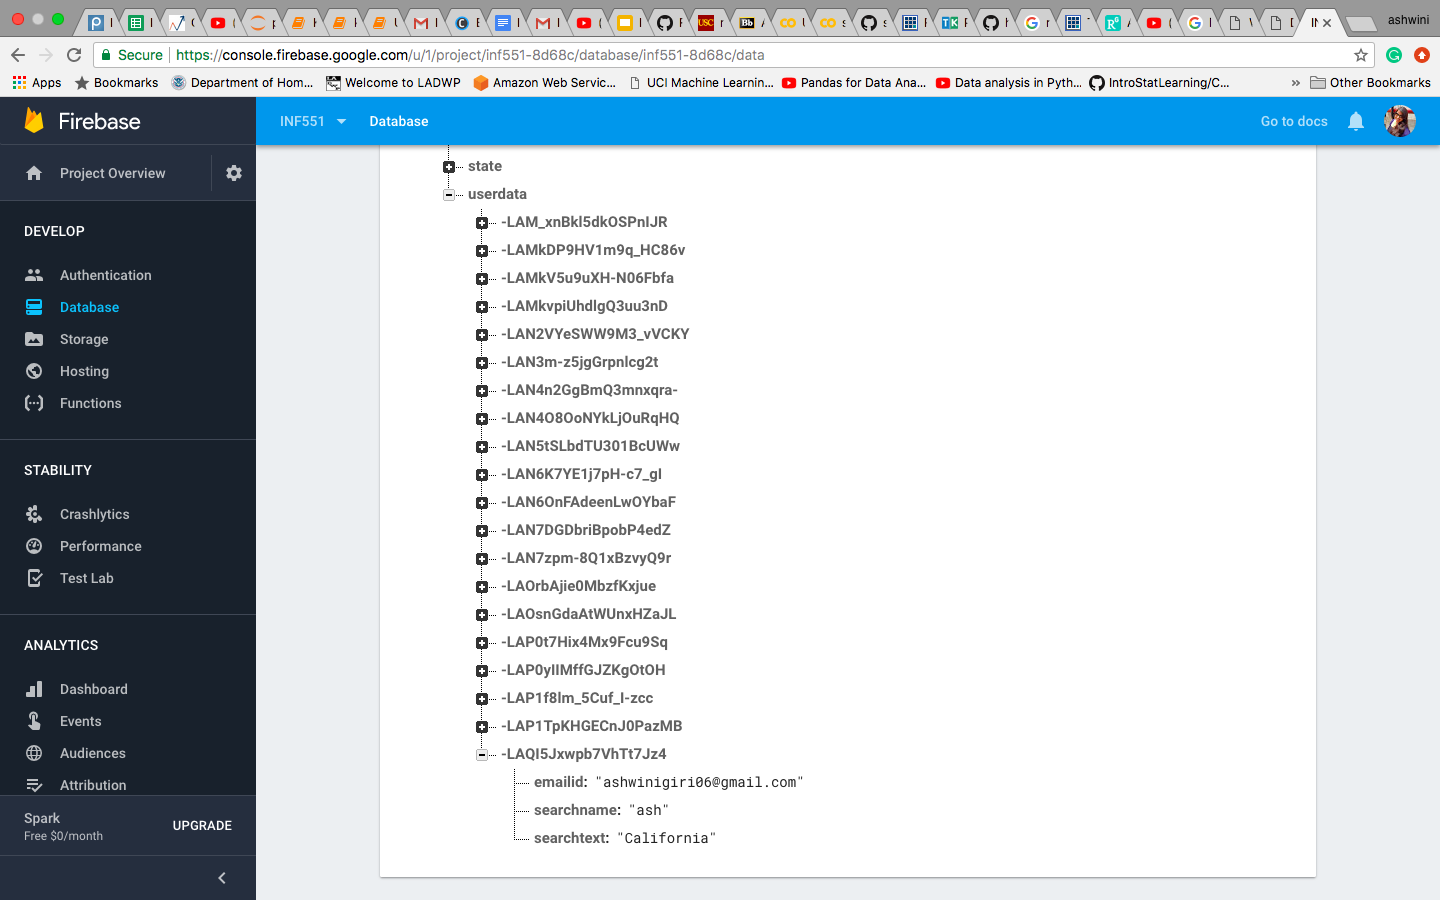 ashwini
Secure https://console.firebase.google.com/u/1/project/inf551-8d68c/database/inf551-8d68c/data
Apps Bookmarks Department of Hom... Welcome to LADWP Amazon Web Servic... UCI Machine Learnin... Pandas for Data Ana... Data analysis in Pyth... IntroStatLearning/C... » Other Bookmarks
Firebase INF551 Database Go to docs
Project Overview
DEVELOP
Authentication
Database
Storage
Hosting
Functions
STABILITY
Crashlytics
Performance
Test Lab
ANALYTICS
Dashboard
Events
Audiences
Attribution
Spark
Free $0/month
UPGRADE
state
userdata
-LAM_xnBkl5dkOSPnIJR
-LAMkDP9HV1m9q_HC86v
-LAMkV5u9uXH-N06Fbfa
-LAMkvpiUhdlgQ3uu3nD
-LAN2VYeSWW9M3_vVCKY
-LAN3m-z5jgGrpnlcg2t
-LAN4n2GgBmQ3mnxqra-
-LAN4O8OoNYkLjOuRqHQ
-LAN5tSLbdTU301BcUWw
-LAN6K7YE1j7pH-c7_gI
-LAN6OnFAdeenLwOYbaF
-LAN7DGDbriBpobP4edZ
-LAN7zpm-8Q1xBzvyQ9r
-LAOrbAjie0MbzfKxjue
-LAOsnGdaAtWUnxHZaJL
-LAP0t7Hix4Mx9Fcu9Sq
-LAP0yIIMffGJZKgOtOH
-LAP1f8lm_5Cuf_I-zcc
-LAP1TpKHGECnJ0PazMB
-LAQI5Jxwpb7VhTt7Jz4
emailid: "ashwinigiri06@gmail.com"
searchname: "ash"
searchtext: "California"